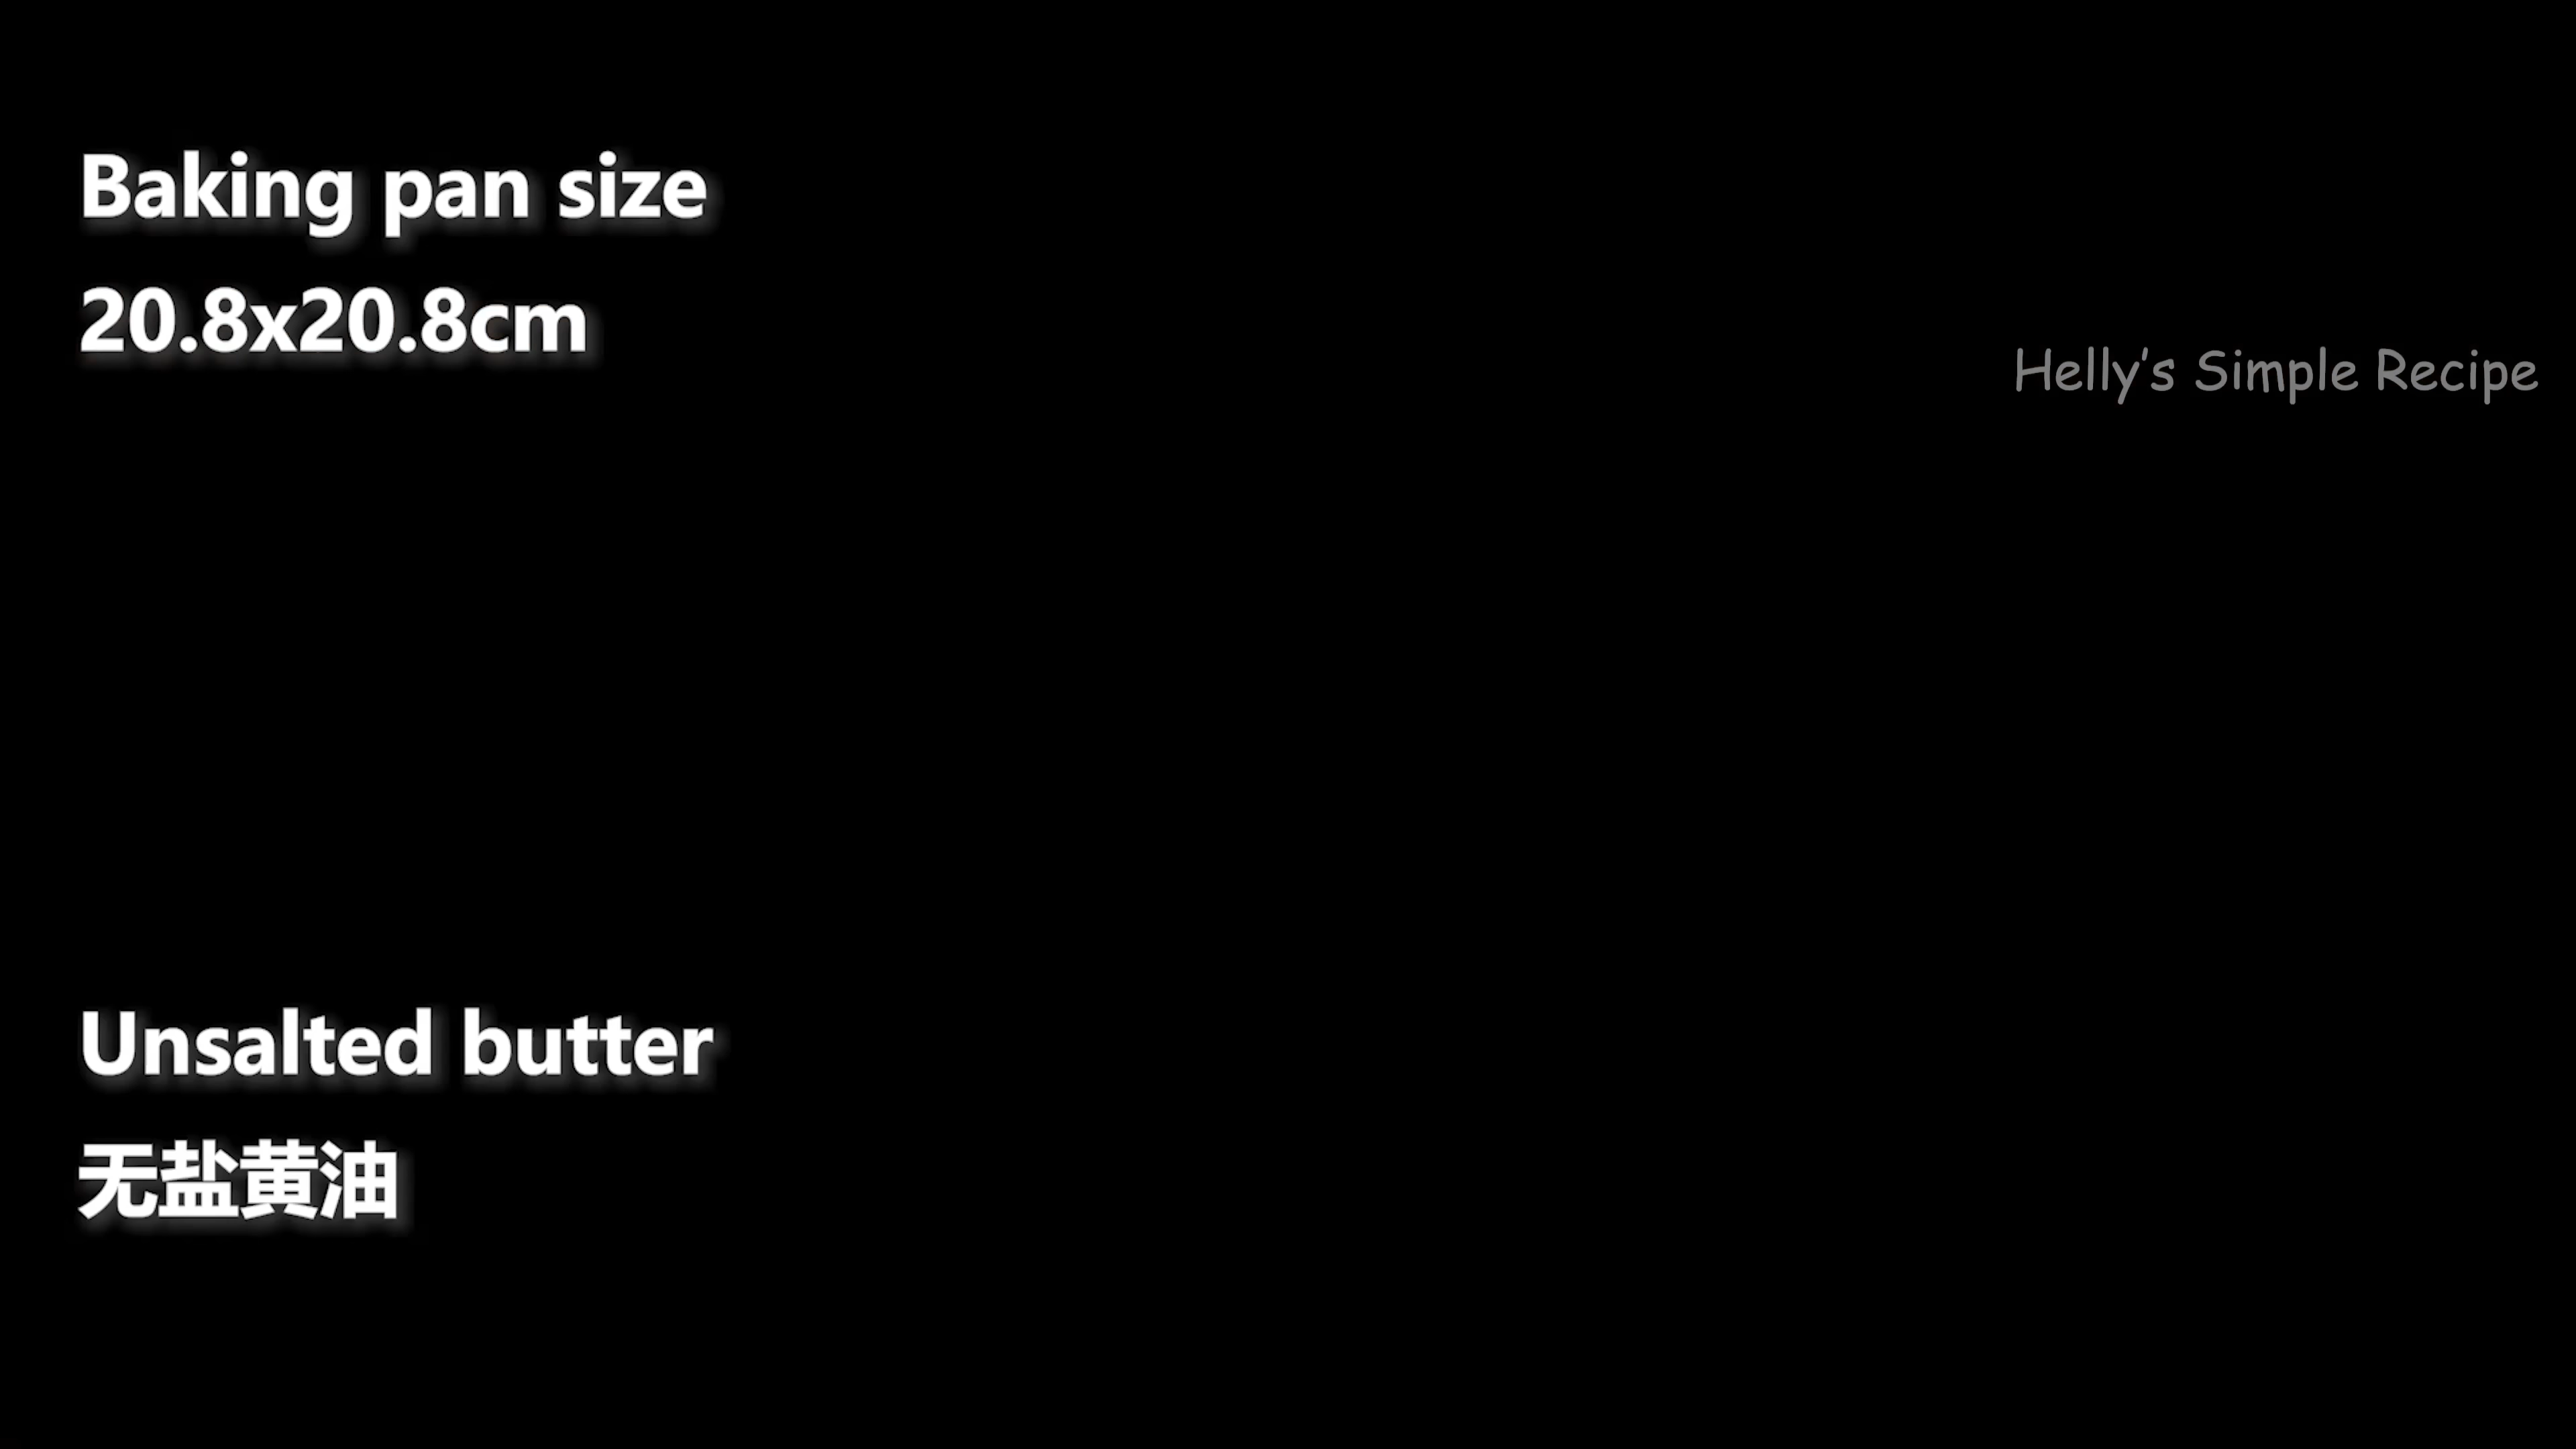 Baking pan size
20.8x20.8cm
Helly's Simple Recipe
Unsalted butter
无盐黄油